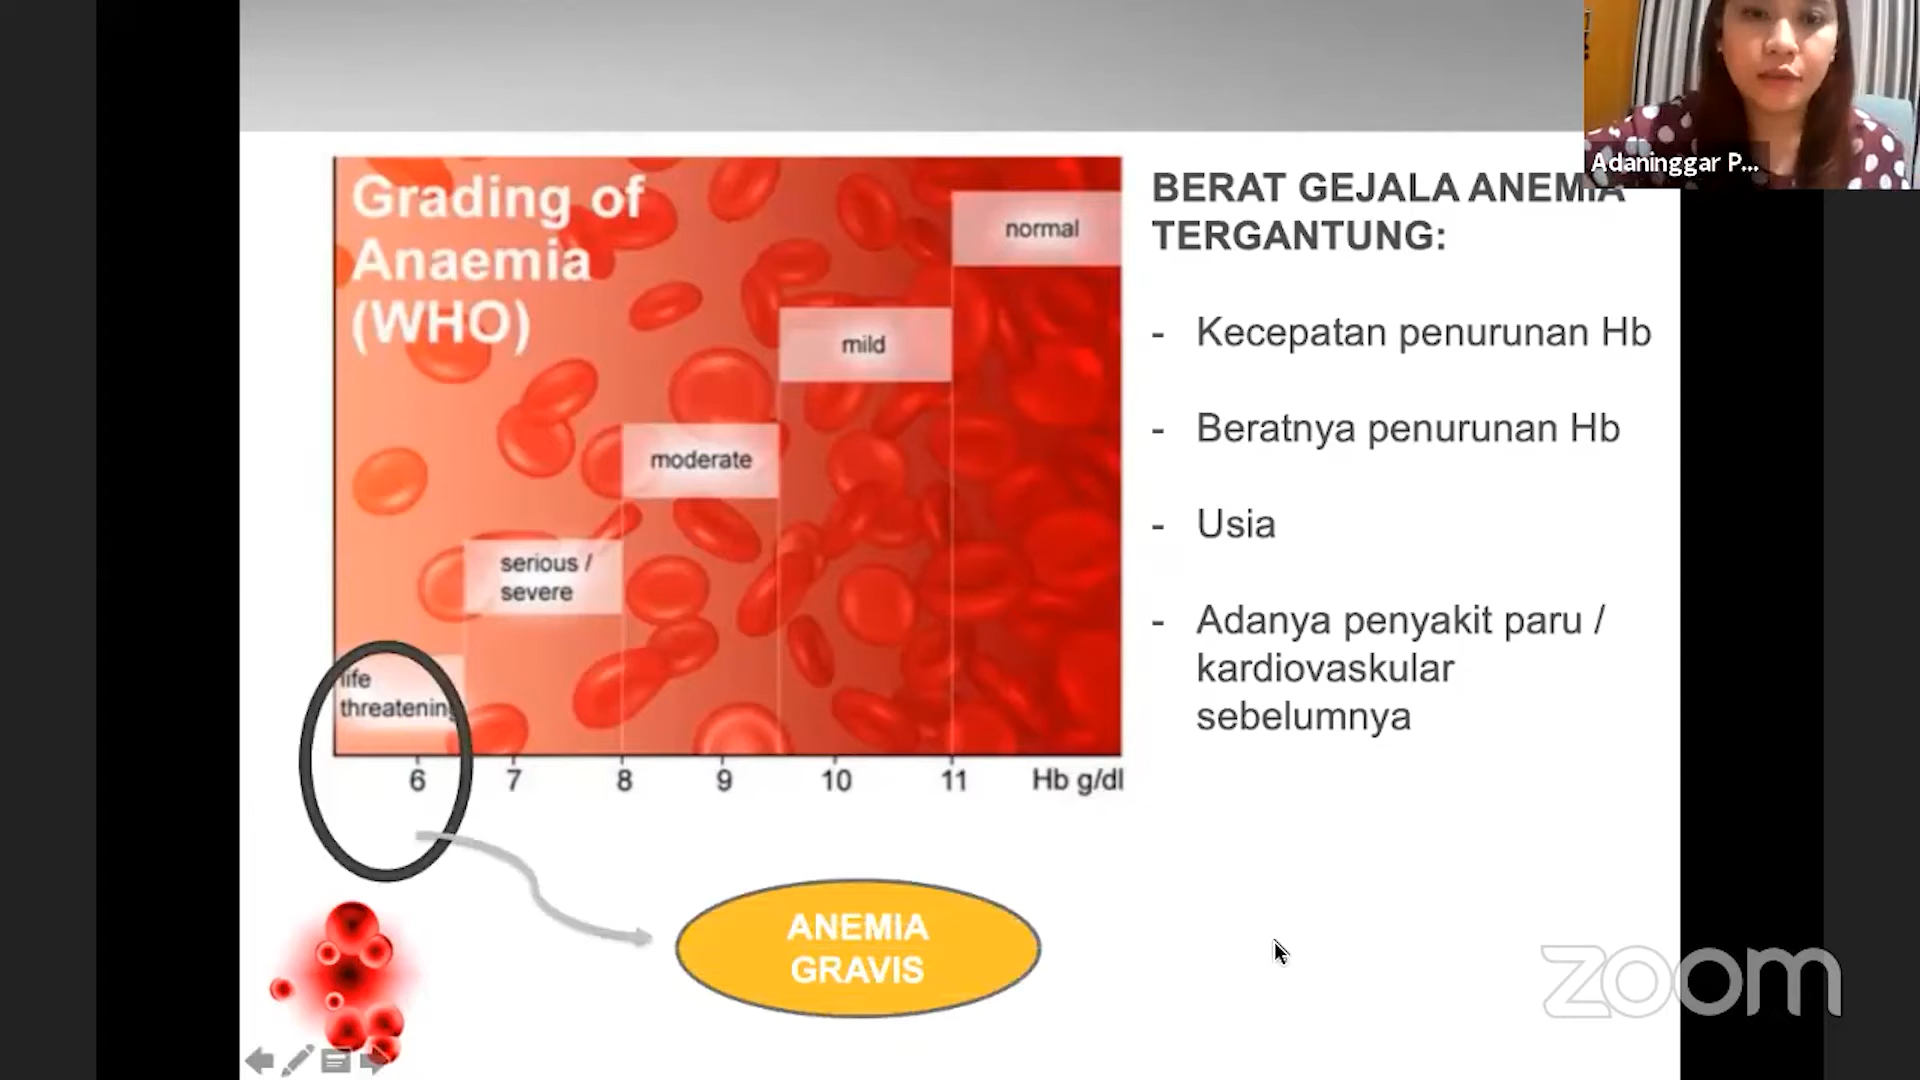 Adaninggar P...
Grading of
Anaemia
(WHO)
normal
mild
moderate
serious /
severe
life
threatening
6 7 8 9 10 11 Hb g/dl
ANEMIA
GRAVIS
BERAT GEJALA ANEMIA
TERGANTUNG:
- Kecepatan penurunan Hb
- Beratnya penurunan Hb
- Usia
- Adanya penyakit paru /
kardiovaskular
sebelumnya
zoom